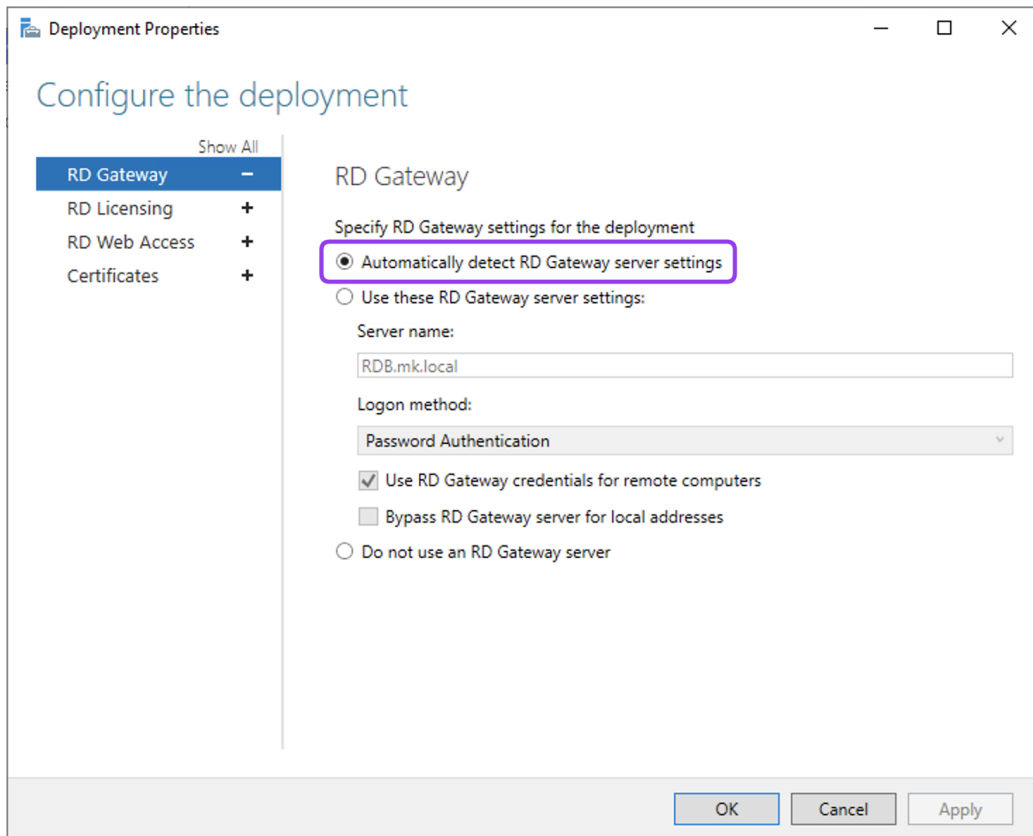 Deployment Properties
Configure the deployment
Show All
RD Gateway −
RD Licensing +
RD Web Access +
Certificates +
RD Gateway
Specify RD Gateway settings for the deployment
Automatically detect RD Gateway server settings
Use these RD Gateway server settings:
Server name:
RDB.mk.local
Logon method:
Password Authentication
Use RD Gateway credentials for remote computers
Bypass RD Gateway server for local addresses
Do not use an RD Gateway server
OK Cancel Apply